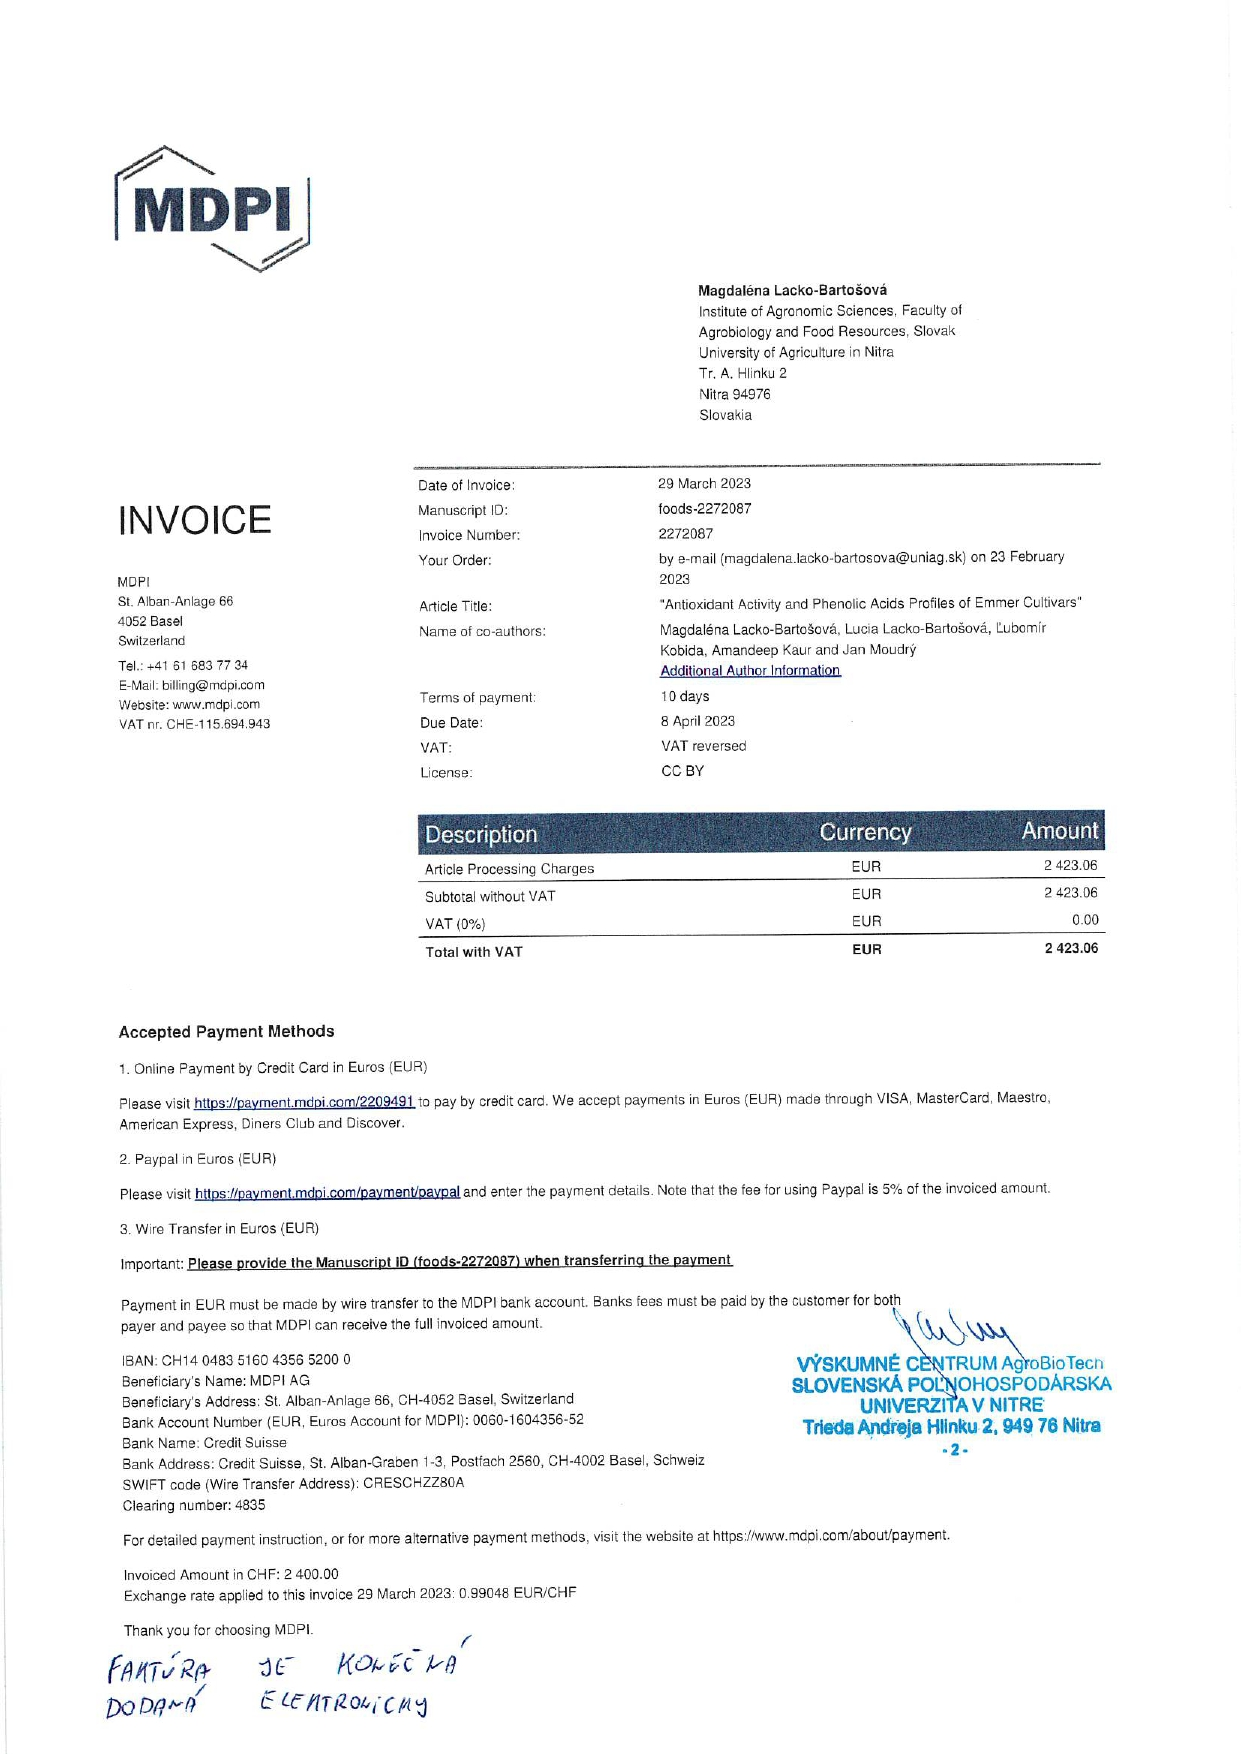 MDPI
Magdaléna Lacko-Bartošová
Institute of Agronomic Sciences, Faculty of
Agrobiology and Food Resources, Slovak
University of Agriculture in Nitra
Tr. A. Hlinku 2
Nitra 94976
Slovakia
INVOICE
MDPI
St. Alban-Anlage 66
4052 Basel
Switzerland
Tel.: +41 61 683 77 34
E-Mail: billing@mdpi.com
Website: www.mdpi.com
VAT nr. CHE-115.694.943
Date of Invoice: 29 March 2023
Manuscript ID: foods-2272087
Invoice Number: 2272087
Your Order: by e-mail (magdalena.lacko-bartosova@uniag.sk) on 23 February
2023
Article Title: "Antioxidant Activity and Phenolic Acids Profiles of Emmer Cultivars"
Name of co-authors: Magdaléna Lacko-Bartošová, Lucia Lacko-Bartošová, Ľubomír
Kobida, Amandeep Kaur and Jan Moudrý
Additional Author Information
Terms of payment: 10 days
Due Date: 8 April 2023
VAT: VAT reversed
License: CC BY
Description Currency Amount
Article Processing Charges EUR 2 423.06
Subtotal without VAT EUR 2 423.06
VAT (0%) EUR 0.00
Total with VAT EUR 2 423.06
Accepted Payment Methods
1. Online Payment by Credit Card in Euros (EUR)
Please visit https://payment.mdpi.com/2209491 to pay by credit card. We accept payments in Euros (EUR) made through VISA, MasterCard, Maestro,
American Express, Diners Club and Discover.
2. Paypal in Euros (EUR)
Please visit https://payment.mdpi.com/payment/paypal and enter the payment details. Note that the fee for using Paypal is 5% of the invoiced amount.
3. Wire Transfer in Euros (EUR)
Important: Please provide the Manuscript ID (foods-2272087) when transferring the payment
Payment in EUR must be made by wire transfer to the MDPI bank account. Banks fees must be paid by the customer for both
payer and payee so that MDPI can receive the full invoiced amount.
IBAN: CH14 0483 5160 4356 5200 0
Beneficiary's Name: MDPI AG
Beneficiary's Address: St. Alban-Anlage 66, CH-4052 Basel, Switzerland
Bank Account Number (EUR, Euros Account for MDPI): 0060-1604356-52
Bank Name: Credit Suisse
Bank Address: Credit Suisse, St. Alban-Graben 1-3, Postfach 2560, CH-4002 Basel, Schweiz
SWIFT code (Wire Transfer Address): CRESCHZZ80A
Clearing number: 4835
VÝSKUMNÉ CENTRUM AgroBioTech
SLOVENSKÁ POĽNOHOSPODÁRSKA
UNIVERZITA V NITRE
Trieda Andreja Hlinku 2, 949 76 Nitra
- 2 -
For detailed payment instruction, or for more alternative payment methods, visit the website at https://www.mdpi.com/about/payment.
Invoiced Amount in CHF: 2 400.00
Exchange rate applied to this invoice 29 March 2023: 0.99048 EUR/CHF
Thank you for choosing MDPI.
FAKTÚRA JE KONEČNÁ
DODANÁ ELEKTRONICKY